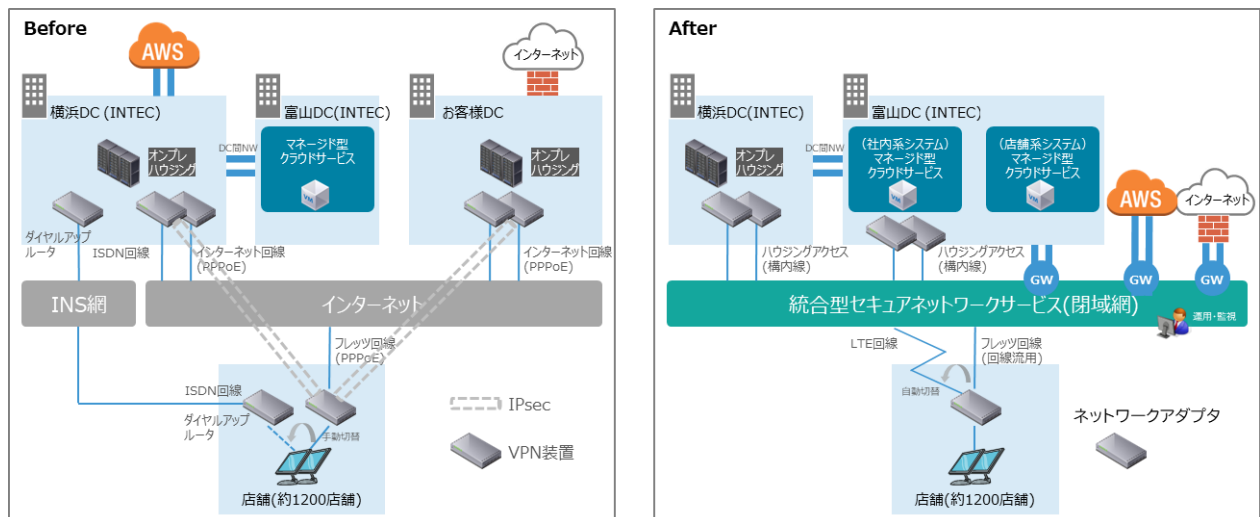 Before
AWS
インターネット
横浜DC (INTEC)
富山DC(INTEC)
お客様DC
オンプレ
ハウジング
DC間NW
マネージド型
クラウドサービス
VM
オンプレ
ハウジング
ダイヤルアップ
ルータ
ISDN回線
インターネット回線
(PPPoE)
インターネット回線
(PPPoE)
INS網
インターネット
フレッツ回線
(PPPoE)
ISDN回線
ダイヤルアップ
ルータ
手動切替
店舗(約1200店舗)
IPsec
VPN装置
After
横浜DC(INTEC)
富山DC (INTEC)
オンプレ
ハウジング
DC間NW
(社内系システム)
マネージド型
クラウドサービス
VM
(店舗系システム)
マネージド型
クラウドサービス
VM
AWS
インターネット
ハウジングアクセス
(構内線)
ハウジングアクセス
(構内線)
GW
GW
GW
統合型セキュアネットワークサービス(閉域網)
運用・監視
LTE回線
フレッツ回線
(回線流用)
自動切替
ネットワークアダプタ
店舗(約1200店舗)